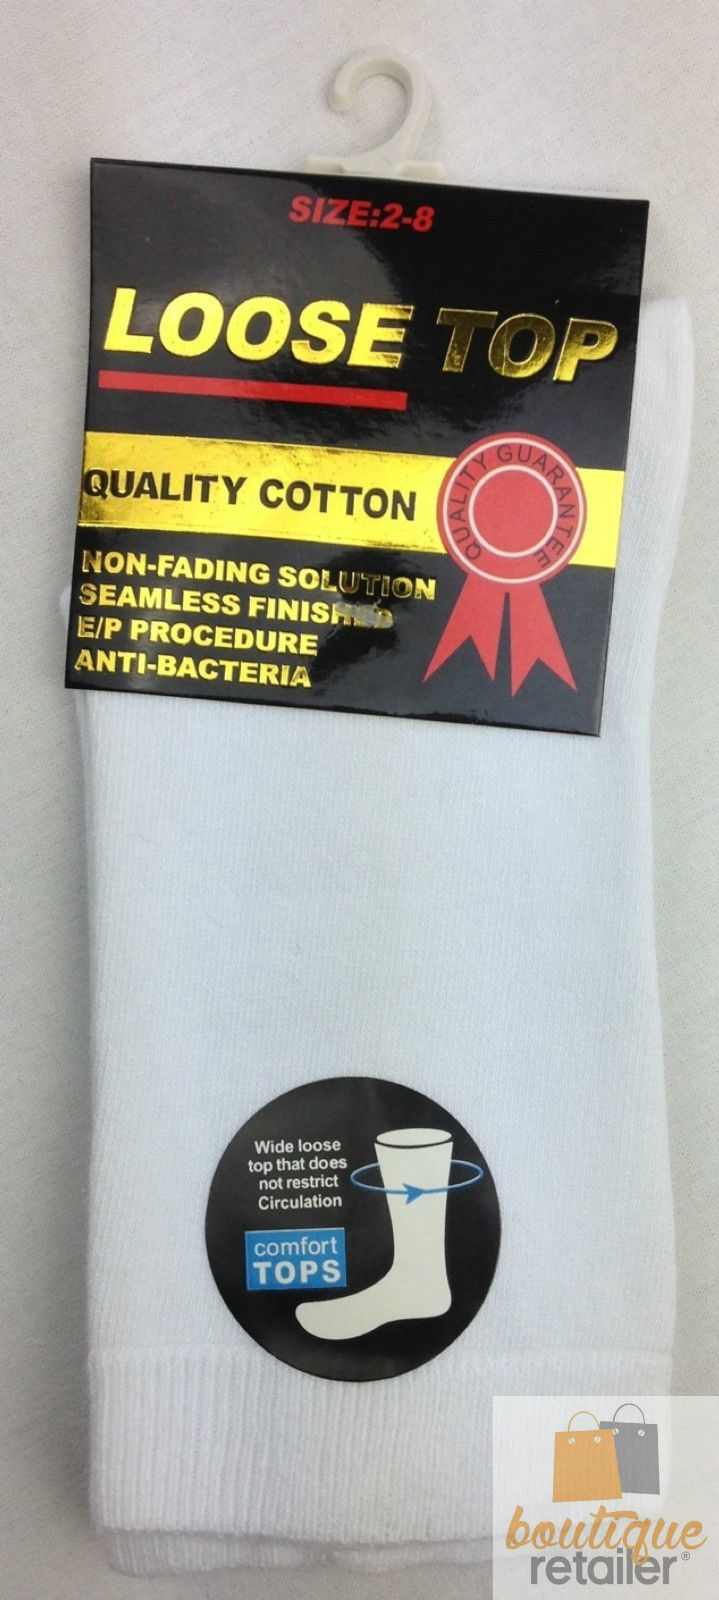 SIZE:2-8
LOOSE TOP
QUALITY COTTON
QUALITY GUARANTEE
NON-FADING SOLUTION
SEAMLESS FINISHED
E/P PROCEDURE
ANTI-BACTERIA
Wide loose
top that does
not restrict
Circulation
comfort
TOPS
boutique
retailer®